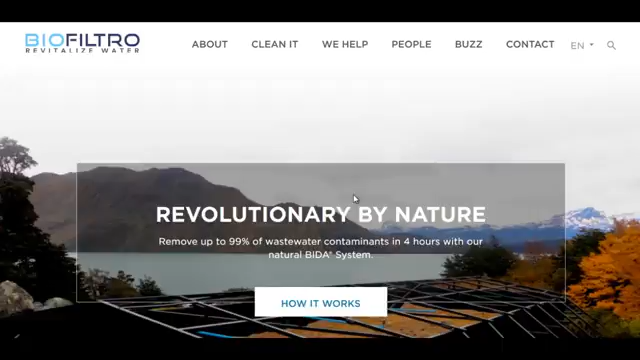 BIOFILTRO
REVITALIZE WATER
ABOUT
CLEAN IT
WE HELP
PEOPLE
BUZZ
CONTACT
EN
REVOLUTIONARY BY NATURE
Remove up to 99% of wastewater contaminants in 4 hours with our
natural BIDA® System.
HOW IT WORKS